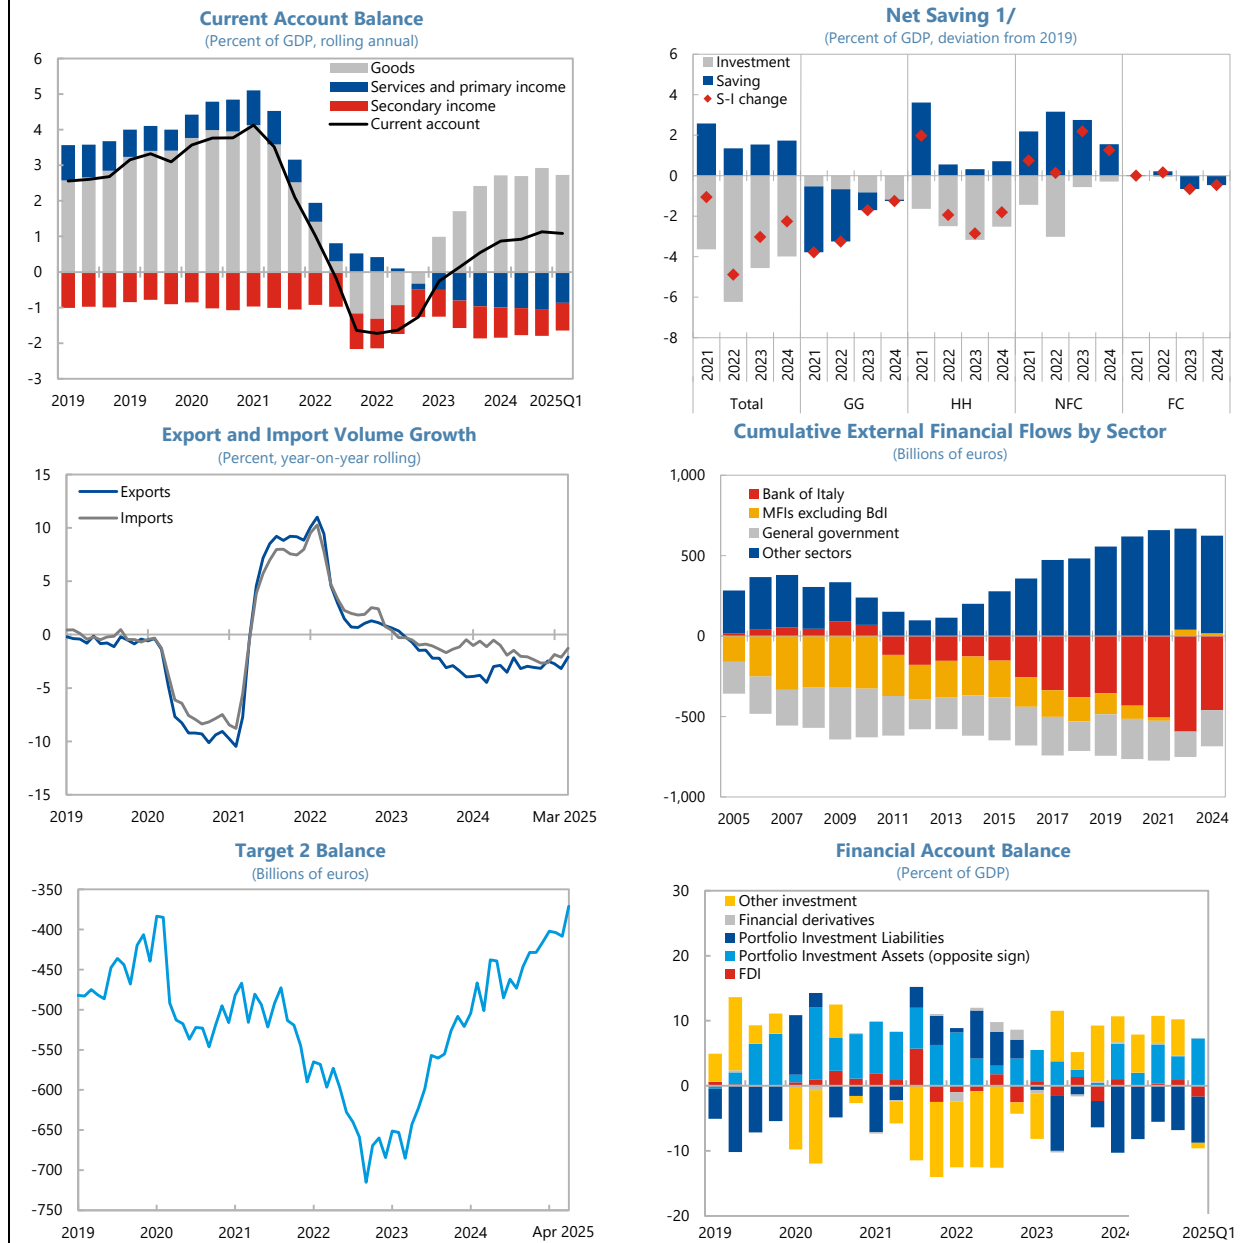 Current Account Balance
(Percent of GDP, rolling annual)
6
5
4
3
2
1
0
-1
-2
-3
Goods
Services and primary income
Secondary income
Current account
2019 2019 2020 2021 2022 2022 2023 2024 2025Q1
Net Saving 1/
(Percent of GDP, deviation from 2019)
6
4
2
0
-2
-4
-6
-8
Investment
Saving
S-I change
2021 2022 2023 2024 2021 2022 2023 2024 2021 2022 2023 2024 2021 2022 2023 2024 2021 2022 2023 2024
Total GG HH NFC FC
Export and Import Volume Growth
(Percent, year-on-year rolling)
15
10
5
0
-5
-10
-15
Exports
Imports
2019 2020 2021 2022 2023 2024 Mar 2025
Cumulative External Financial Flows by Sector
(Billions of euros)
1,000
500
0
-500
-1,000
Bank of Italy
MFIs excluding BdI
General government
Other sectors
2005 2007 2009 2011 2013 2015 2017 2019 2021 2024
Target 2 Balance
(Billions of euros)
-350
-400
-450
-500
-550
-600
-650
-700
-750
2019 2020 2021 2022 2023 2024 Apr 2025
Financial Account Balance
(Percent of GDP)
30
20
10
0
-10
-20
Other investment
Financial derivatives
Portfolio Investment Liabilities
Portfolio Investment Assets (opposite sign)
FDI
2019 2020 2021 2022 2023 2024 2025Q1